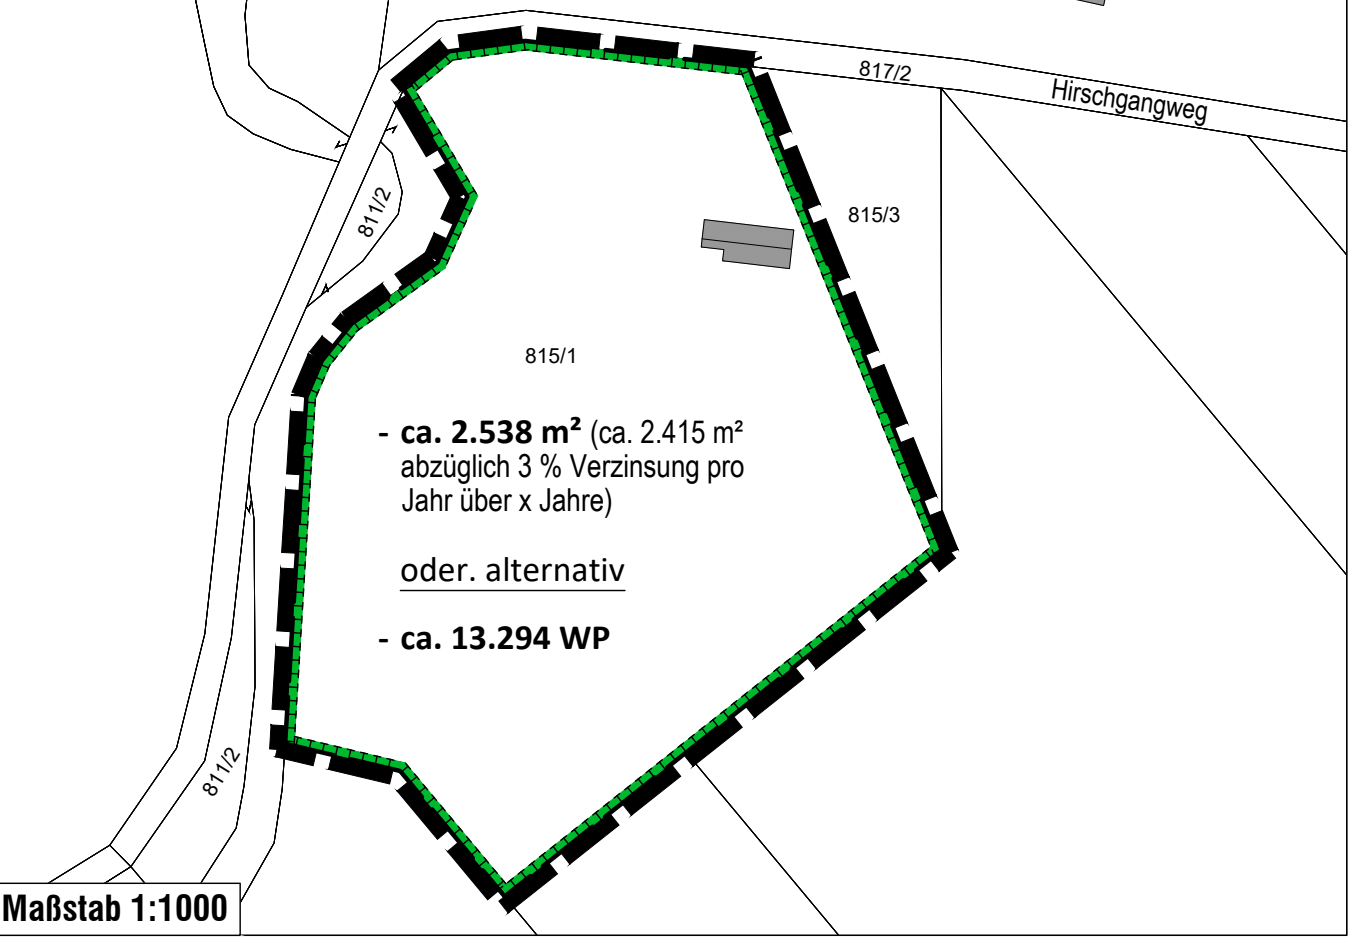 817/2
Hirschgangweg
811/2
815/3
815/1
- ca. 2.538 m² (ca. 2.415 m²
abzüglich 3 % Verzinsung pro
Jahr über x Jahre)
oder. alternativ
- ca. 13.294 WP
811/2
Maßstab 1:1000